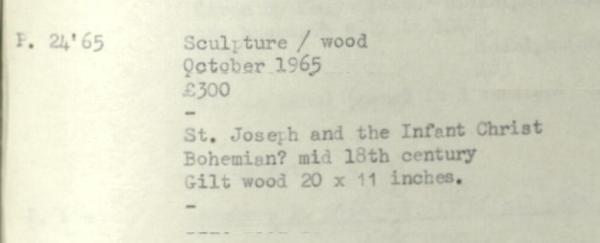 P. 24'65
Sculpture / wood
October 1965
£300
-
St. Joseph and the Infant Christ
Bohemian? mid 18th century
Gilt wood 20 x 11 inches.
-